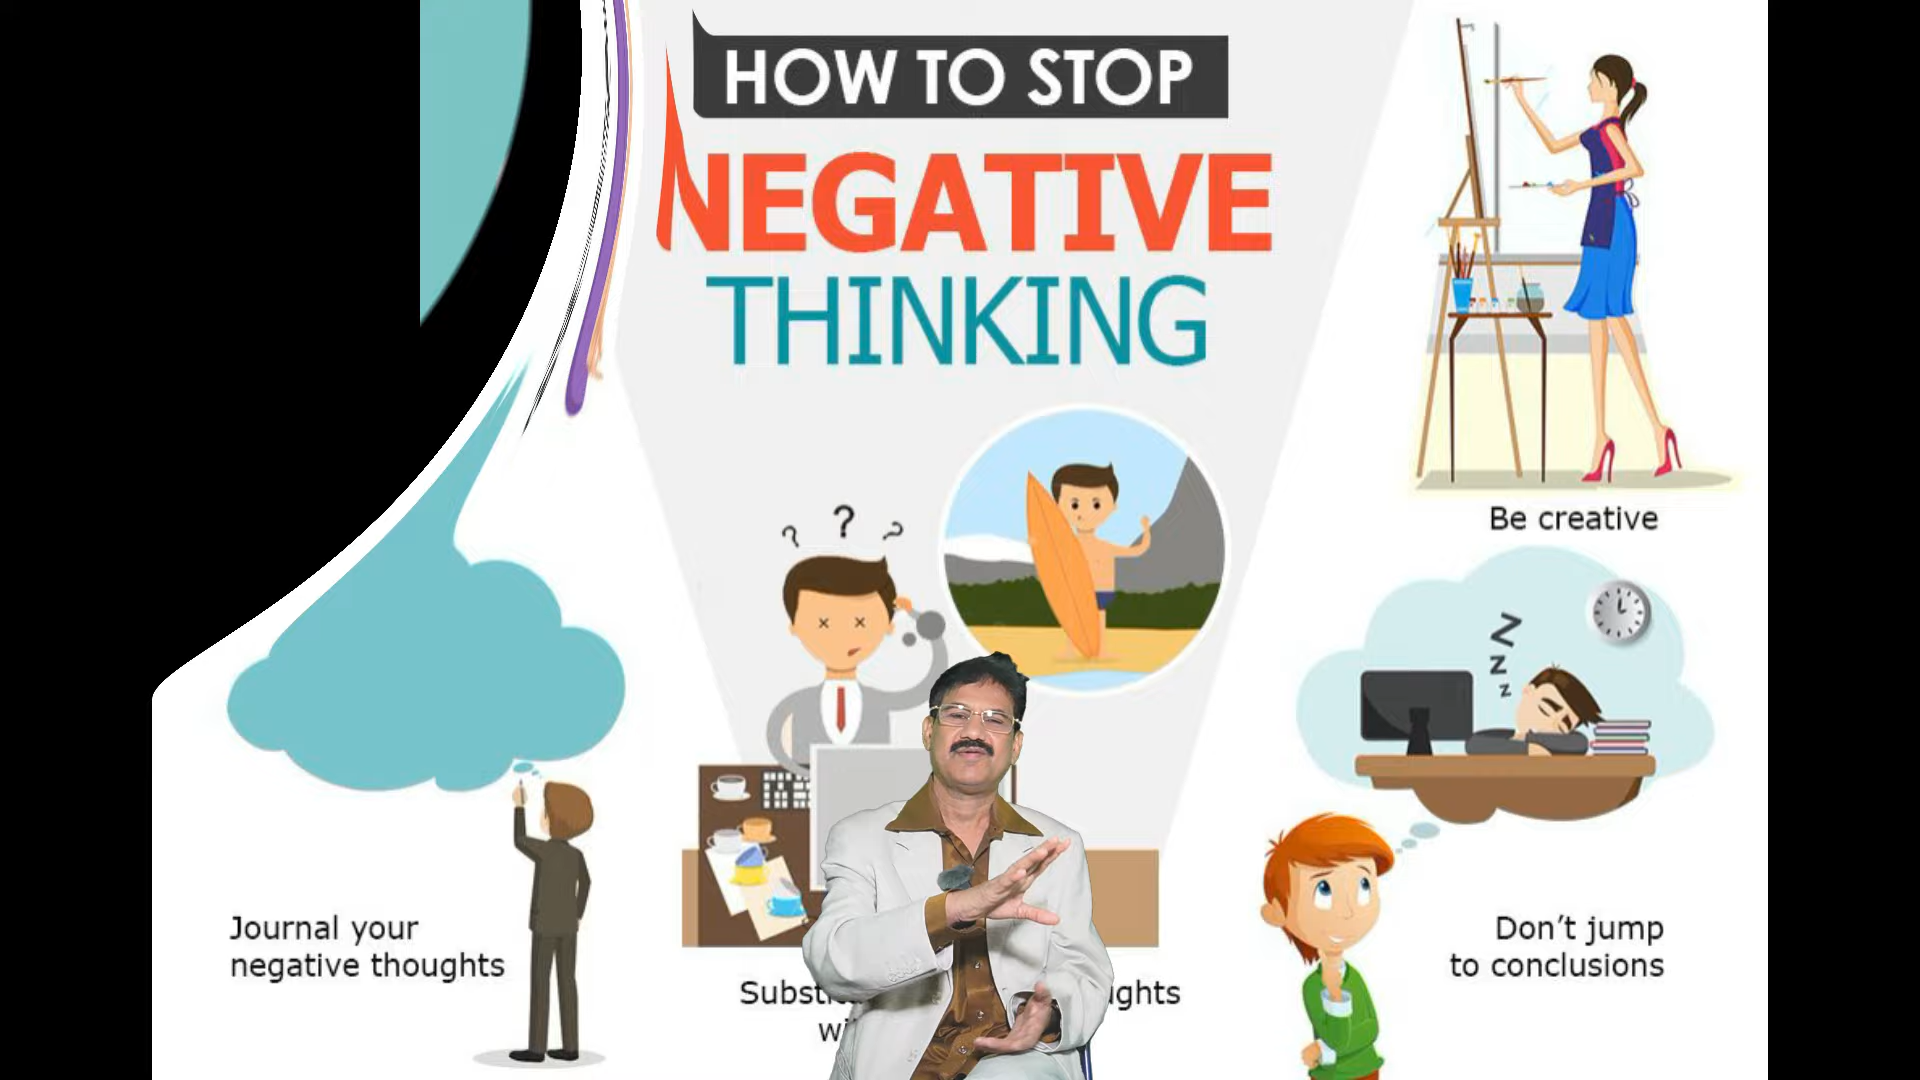 HOW TO STOP
NEGATIVE
THINKING
? ? ?
Be creative
Z
Z
Z
Journal your
negative thoughts
Don't jump
to conclusions